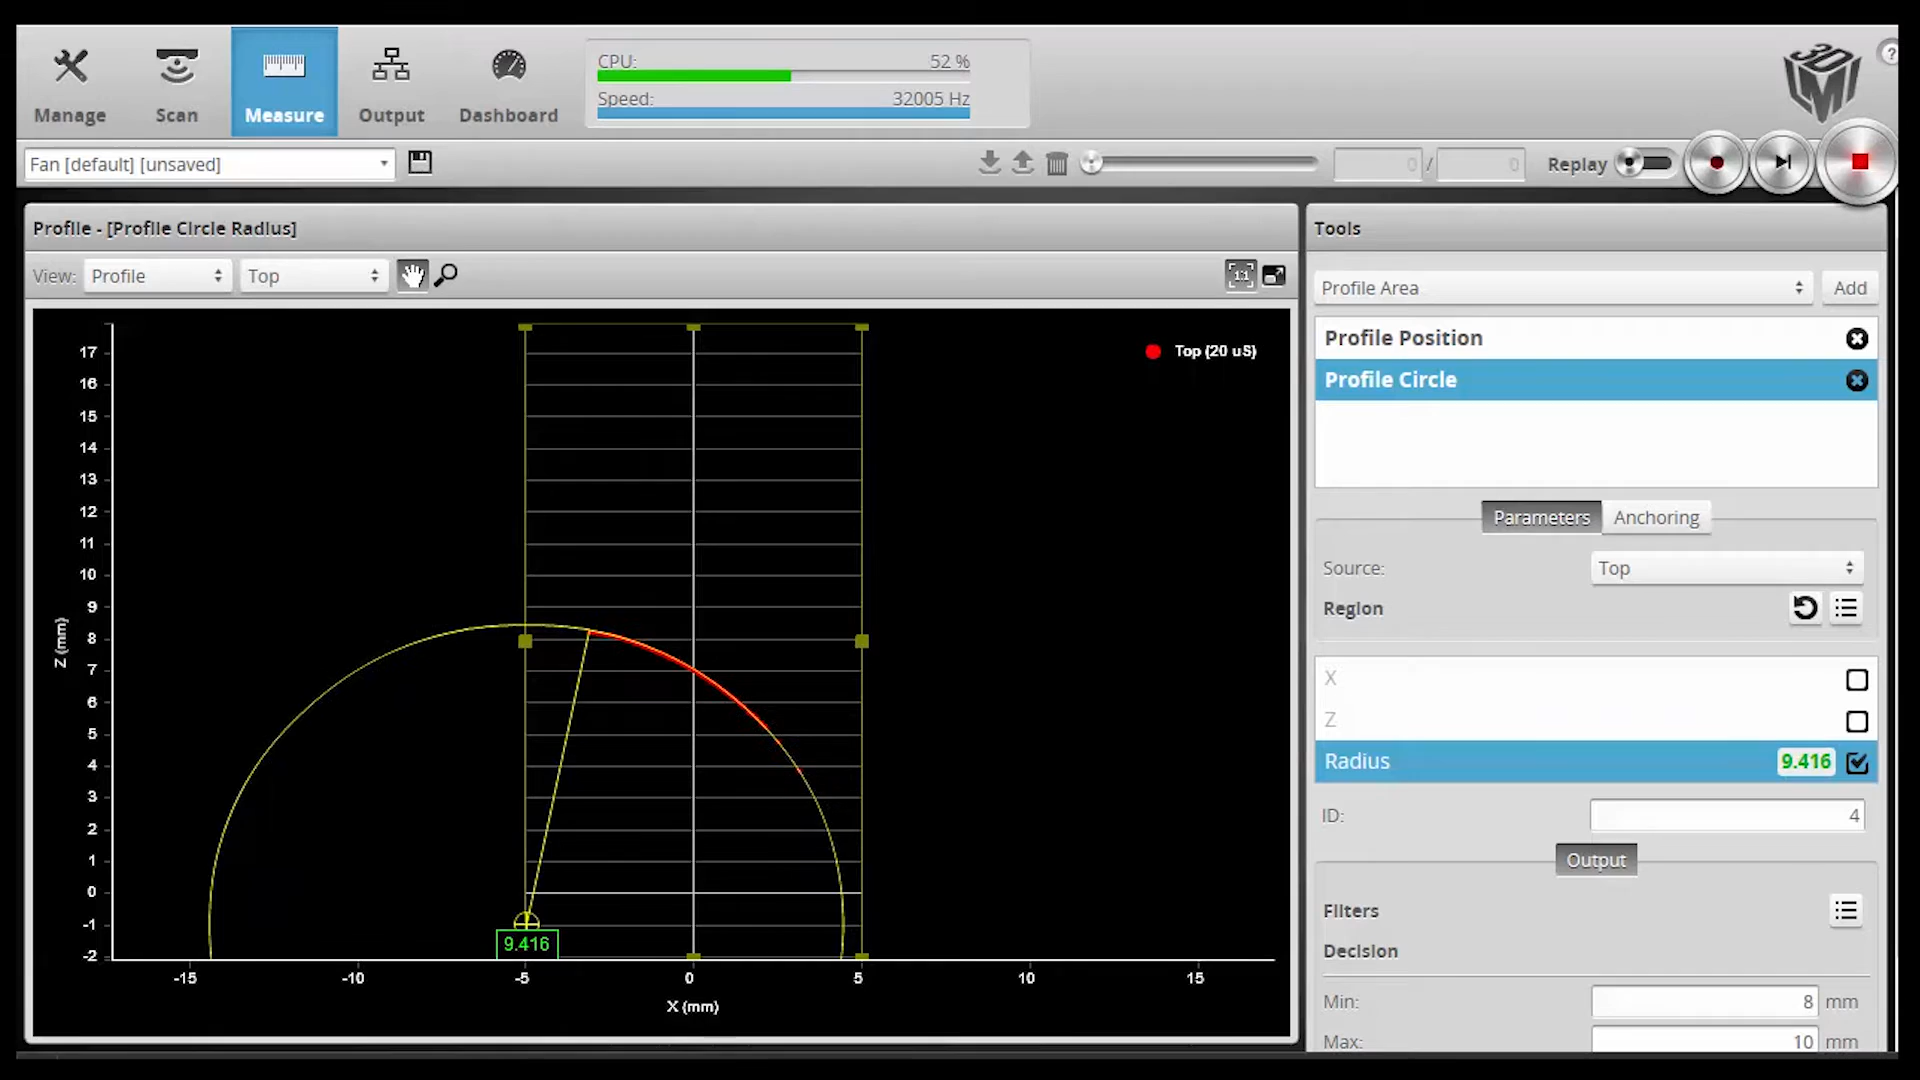 Manage
Scan
Measure
Output
Dashboard
CPU: 52 %
Speed: 32005 Hz
3D
LMI
?
Fan [default] [unsaved]
0 / 0
Replay
Profile - [Profile Circle Radius]
View: Profile Top
1:1
Top (20 uS)
17
16
15
14
13
12
11
10
9
8
7
6
5
4
3
2
1
0
-1
-2
Z (mm)
9.416
-15 -10 -5 0 5 10 15
X (mm)
Tools
Profile Area Add
Profile Position
Profile Circle
Parameters Anchoring
Source: Top
Region
X
Z
Radius 9.416
ID: 4
Output
Filters
Decision
Min: 8 mm
Max: 10 mm